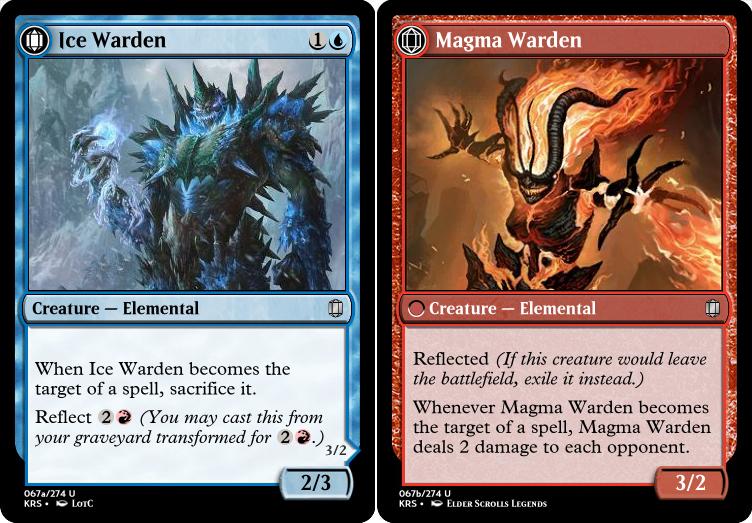 Ice Warden
1
Creature — Elemental
When Ice Warden becomes the
target of a spell, sacrifice it.
Reflect 2 (You may cast this from
your graveyard transformed for 2.)
3/2
2/3
067a/274 U
KRS • LotC
Magma Warden
Creature — Elemental
Reflected (If this creature would leave
the battlefield, exile it instead.)
Whenever Magma Warden becomes
the target of a spell, Magma Warden
deals 2 damage to each opponent.
3/2
067b/274 U
KRS • Elder Scrolls Legends